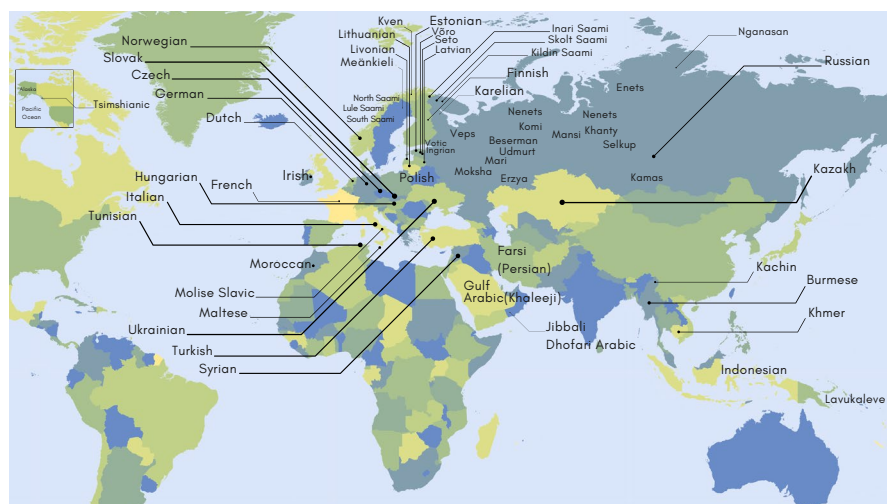 Kven
Estonian
Lithuanian
Võro
Livonian
Seto
Meänkieli
Latvian
Inari Saami
Skolt Saami
Kildin Saami
Finnish
Karelian
Nganasan
Russian
Norwegian
Slovak
Czech
German
Dutch
Alaska
Pacific
Ocean
Tsimshianic
North Saami
Lule Saami
South Saami
Enets
Nenets
Nenets
Komi
Veps
Votic
Ingrian
Beserman
Udmurt
Mansi
Khanty
Selkup
Mari
Moksha
Erzya
Kamas
Kazakh
Polish
Irish
Hungarian
French
Italian
Tunisian
Moroccan
Molise Slavic
Maltese
Ukrainian
Turkish
Syrian
Farsi
(Persian)
Gulf
Arabic(Khaleeji)
Jibbali
Dhofari Arabic
Kachin
Burmese
Khmer
Indonesian
Lavukaleve